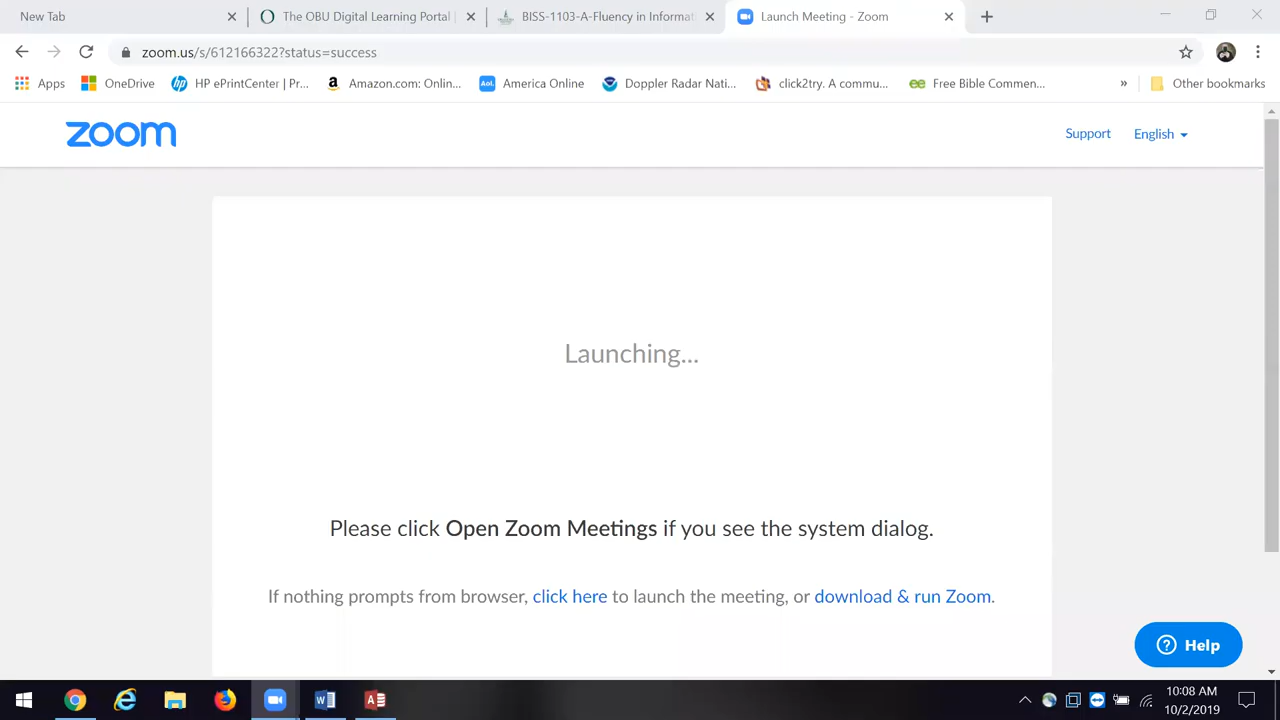 New Tab
The OBU Digital Learning Portal
BISS-1103-A-Fluency in Informat
Launch Meeting - Zoom
zoom.us/s/612166322?status=success
Apps
OneDrive
HP ePrintCenter | Pr...
Amazon.com: Onlin...
Aol.
America Online
Doppler Radar Nati...
click2try. A commu...
Free Bible Commen...
»
Other bookmarks
zoom
Support
English
Launching...
Please click Open Zoom Meetings if you see the system dialog.
If nothing prompts from browser, click here to launch the meeting, or download & run Zoom.
Help
10:08 AM
10/2/2019